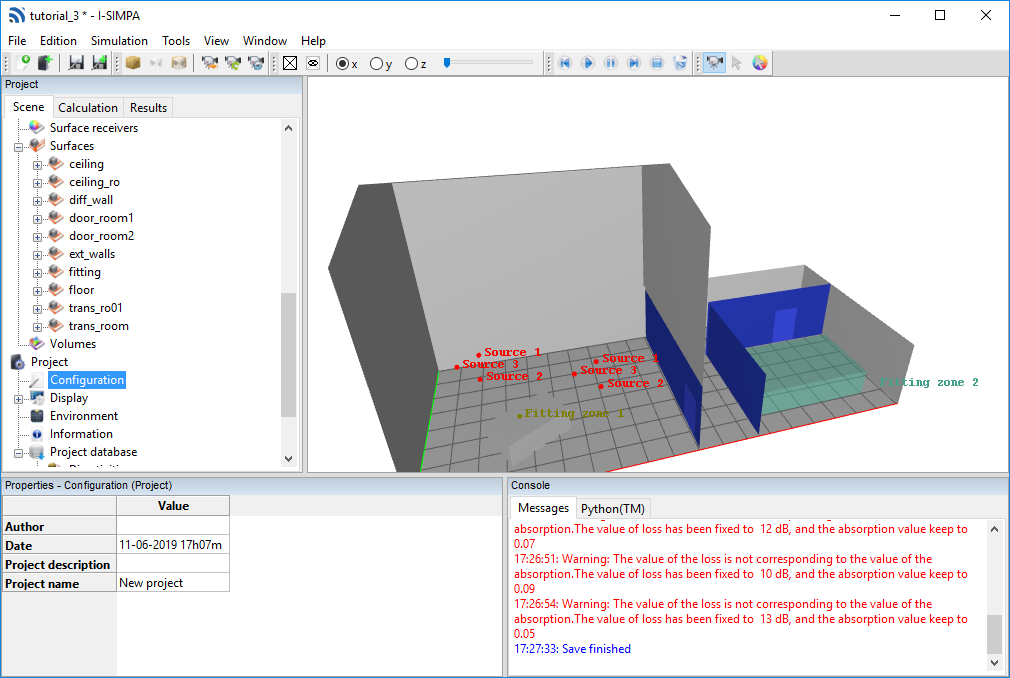 tutorial_3 * - I-SIMPA
File Edition Simulation Tools View Window Help
x y z
Project
Scene Calculation Results
Surface receivers
Surfaces
ceiling
ceiling_ro
diff_wall
door_room1
door_room2
ext_walls
fitting
floor
trans_ro01
trans_room
Volumes
Project
Configuration
Display
Environment
Information
Project database
Source 1
Source 3
Source 2
Source 1
Source 3
Source 2
Fitting zone 1
Fitting zone 2
Properties - Configuration (Project)
Value
Author
Date 11-06-2019 17h07m
Project description
Project name New project
Console
Messages Python(TM)
absorption.The value of loss has been fixed to 12 dB, and the absorption value keep to
0.07
17:26:51: Warning: The value of the loss is not corresponding to the value of the
absorption.The value of loss has been fixed to 10 dB, and the absorption value keep to
0.09
17:26:54: Warning: The value of the loss is not corresponding to the value of the
absorption.The value of loss has been fixed to 13 dB, and the absorption value keep to
0.05
17:27:33: Save finished